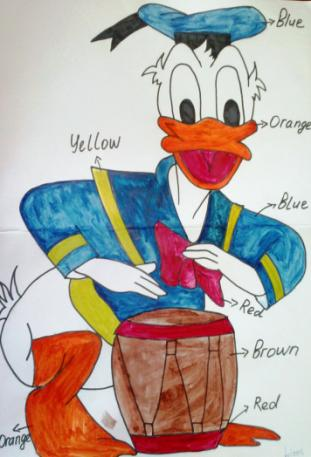 Blue
Orange
Yellow
Blue
Red
Brown
Red
Orange